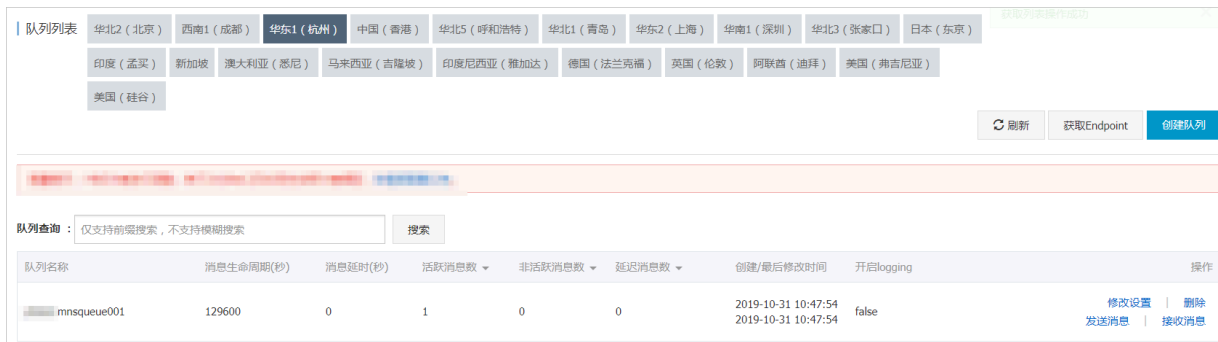 获取列表操作成功 ×
队列列表 华北2（北京） 西南1（成都） 华东1（杭州） 中国（香港） 华北5（呼和浩特） 华北1（青岛） 华东2（上海） 华南1（深圳） 华北3（张家口） 日本（东京）
印度（孟买） 新加坡 澳大利亚（悉尼） 马来西亚（吉隆坡） 印度尼西亚（雅加达） 德国（法兰克福） 英国（伦敦） 阿联酋（迪拜） 美国（弗吉尼亚）
美国（硅谷）
刷新 获取Endpoint 创建队列
队列查询 ： 仅支持前缀搜索，不支持模糊搜索 搜索
队列名称 消息生命周期(秒) 消息延时(秒) 活跃消息数 非活跃消息数 延迟消息数 创建/最后修改时间 开启logging 操作
mnsqueue001 129600 0 1 0 0 2019-10-31 10:47:54 false 修改设置 | 删除
2019-10-31 10:47:54 发送消息 | 接收消息